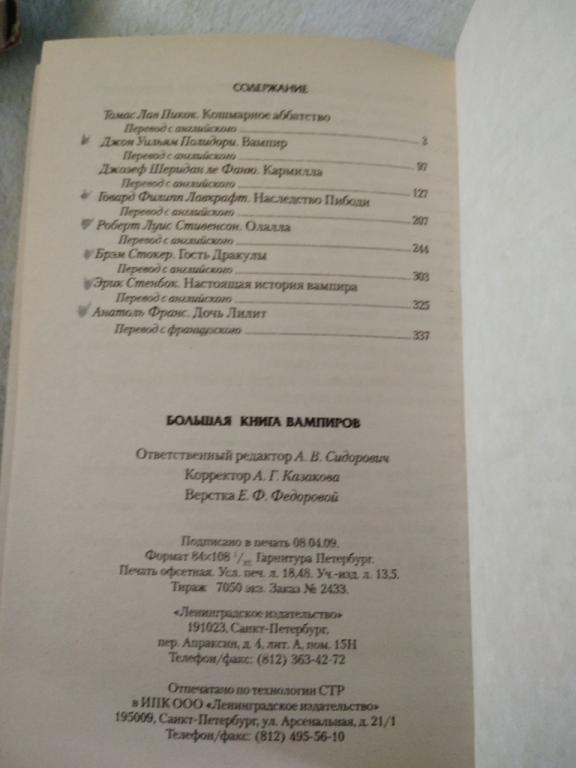 СОДЕРЖАНИЕ
Томас Лав Пикок. Кошмарное аббатство
Перевод с английского 3
Джон Уильям Полидори. Вампир
Перевод с английского 97
Джозеф Шеридан ле Фаню. Кармилла
Перевод с английского 127
Говард Филипп Лавкрафт. Наследство Пибоди
Перевод с английского 207
Роберт Луис Стивенсон. Олалла
Перевод с английского 244
Брэм Стокер. Гость Дракулы
Перевод с английского 303
Эрик Стенбок. Настоящая история вампира
Перевод с английского 325
Анатоль Франс. Дочь Лилит
Перевод с французского 337
БОЛЬШАЯ КНИГА ВАМПИРОВ
Ответственный редактор А. В. Сидорович
Корректор А. Г. Казакова
Верстка Е. Ф. Федоровой
Подписано в печать 08.04.09.
Формат 84×108 1/32. Гарнитура Петербург.
Печать офсетная. Усл. печ. л. 18,48. Уч.-изд. л. 13,5.
Тираж 7050 экз. Заказ № 2433.
«Ленинградское издательство»
191023, Санкт-Петербург,
пер. Апраксин, д. 4, лит. А, пом. 15Н
Телефон/факс: (812) 363-42-72
Отпечатано по технологии CTP
в ИПК ООО «Ленинградское издательство»
195009, Санкт-Петербург, ул. Арсенальная, д. 21/1
Телефон/факс: (812) 495-56-10